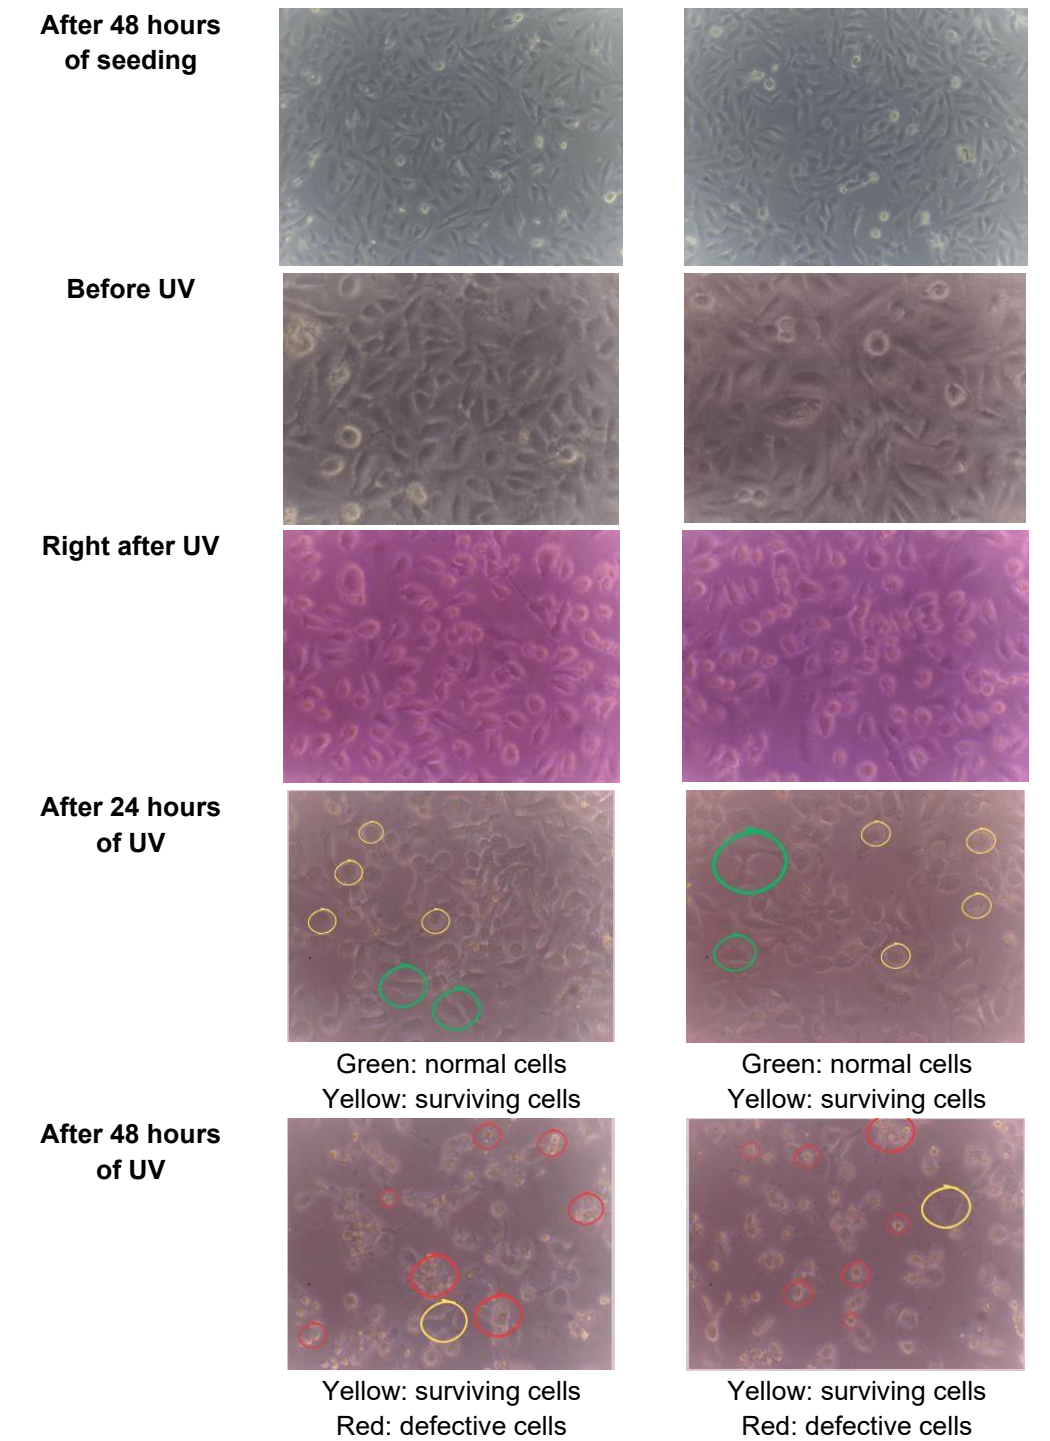 After 48 hours
of seeding
Before UV
Right after UV
After 24 hours
of UV
Green: normal cells
Yellow: surviving cells
Green: normal cells
Yellow: surviving cells
After 48 hours
of UV
Yellow: surviving cells
Red: defective cells
Yellow: surviving cells
Red: defective cells